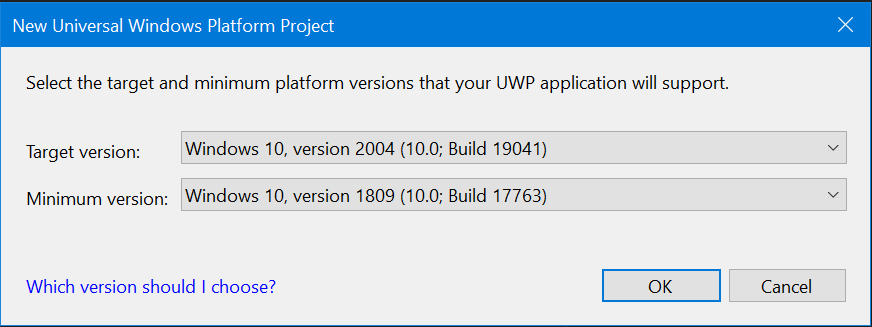 New Universal Windows Platform Project
Select the target and minimum platform versions that your UWP application will support.
Target version: Windows 10, version 2004 (10.0; Build 19041)
Minimum version: Windows 10, version 1809 (10.0; Build 17763)
Which version should I choose? OK Cancel